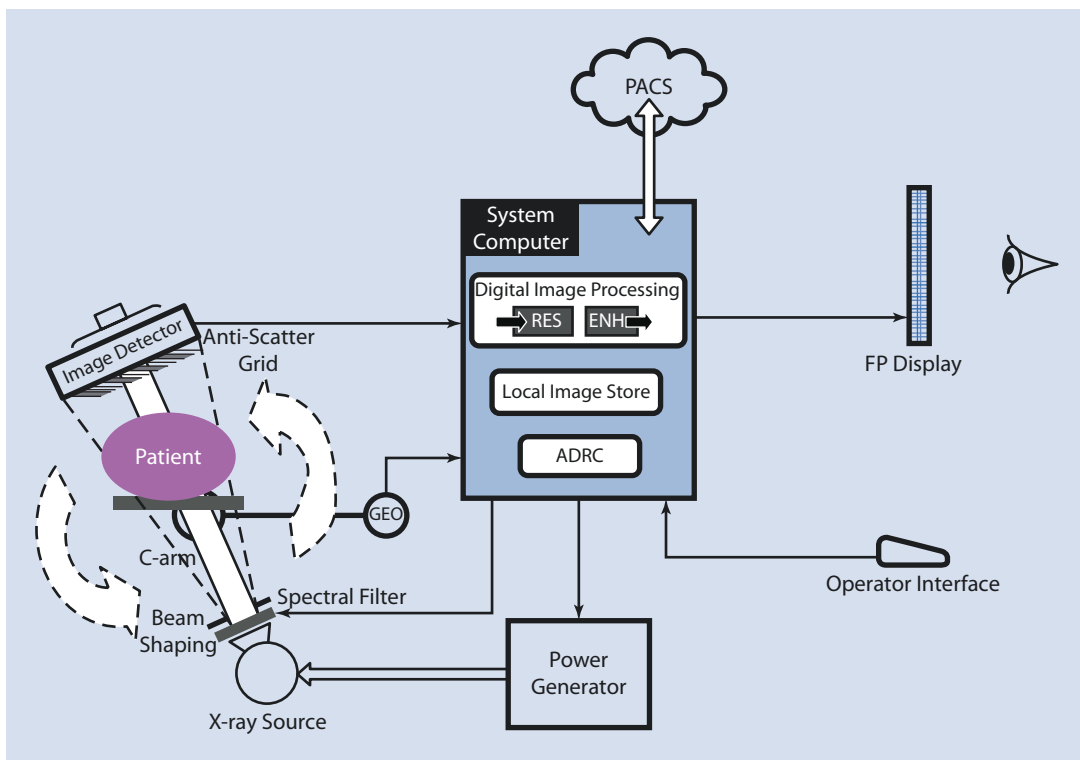 PACS
System
Computer
Digital Image Processing
RES
ENH
Local Image Store
ADRC
Image Detector
Anti-Scatter
Grid
FP Display
Patient
GEO
C-arm
Operator Interface
Spectral Filter
Beam
Shaping
Power
Generator
X-ray Source